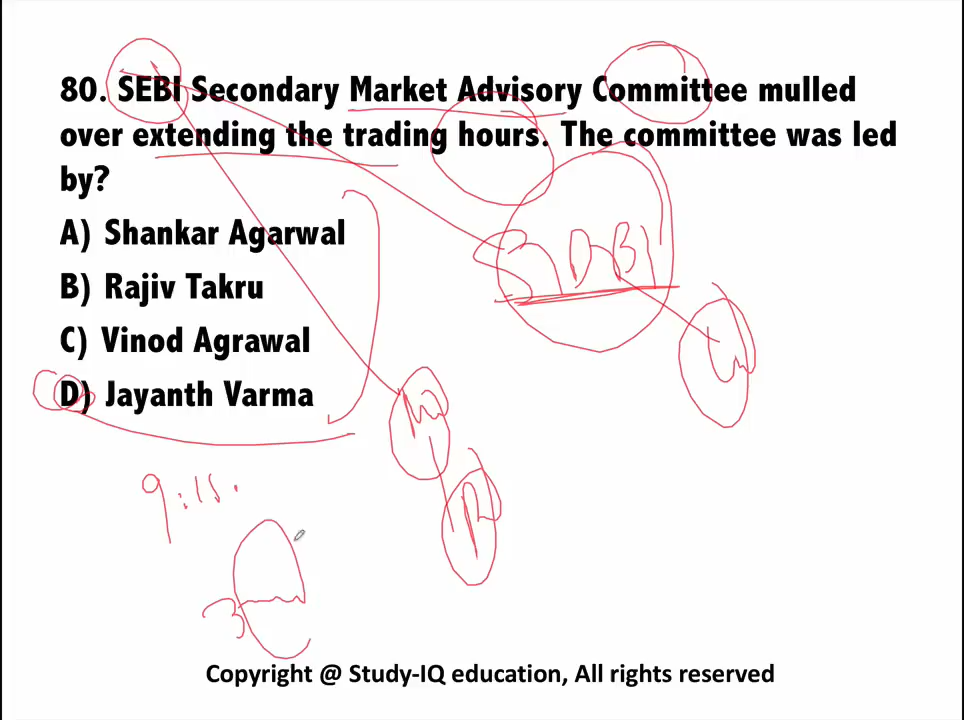 80. SEBI Secondary Market Advisory Committee mulled
over extending the trading hours. The committee was led
by?
A) Shankar Agarwal
B) Rajiv Takru
C) Vinod Agrawal
D) Jayanth Varma
9:15.
Copyright @ Study-IQ education, All rights reserved